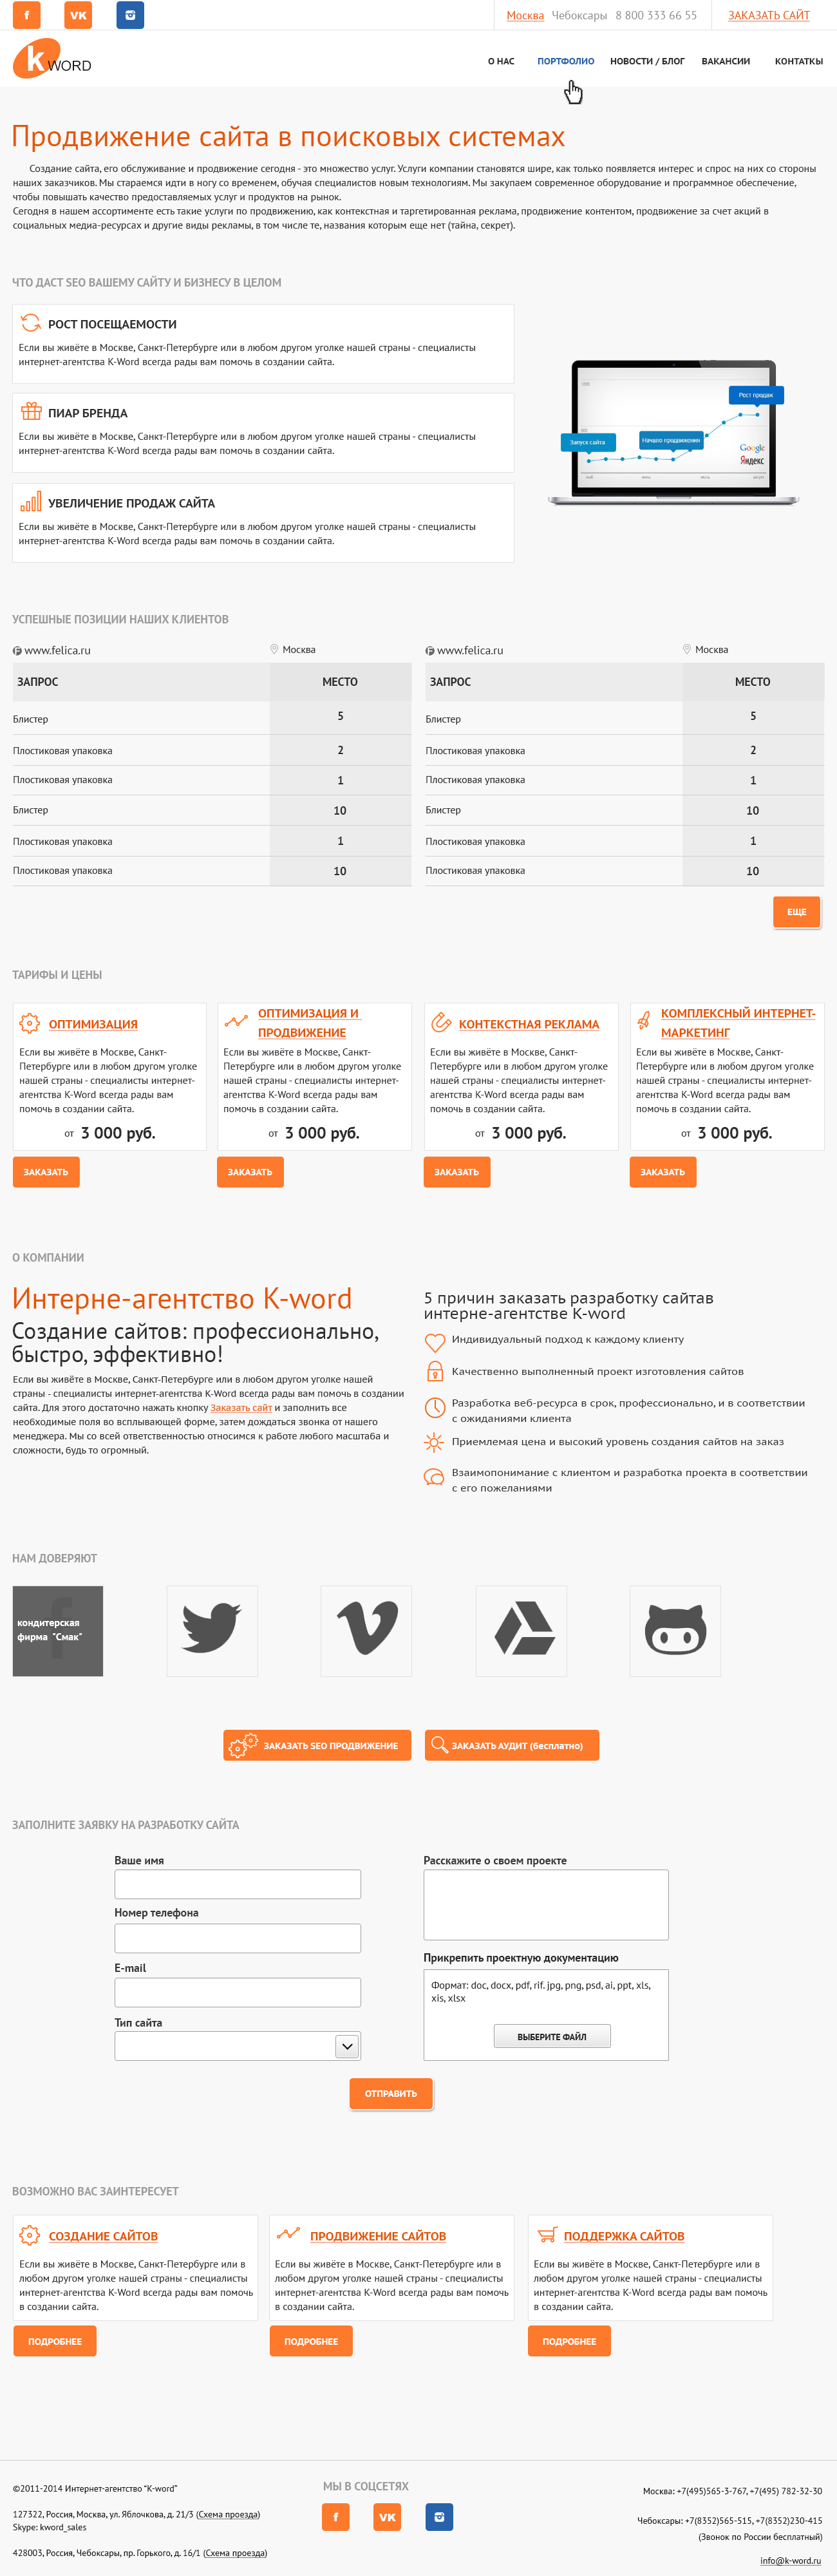 f
VK
Москва Чебоксары 8 800 333 66 55
ЗАКАЗАТЬ САЙТ
k WORD
О НАС ПОРТФОЛИО НОВОСТИ / БЛОГ ВАКАНСИИ КОНТАТКЫ
Продвижение сайта в поисковых системах
Создание сайта, его обслуживание и продвижение сегодня - это множество услуг. Услуги компании становятся шире, как только появляется интерес и спрос на них со стороны
наших заказчиков. Мы стараемся идти в ногу со временем, обучая специалистов новым технологиям. Мы закупаем современное оборудование и программное обеспечение,
чтобы повышать качество предоставляемых услуг и продуктов на рынок.
Сегодня в нашем ассортименте есть такие услуги по продвижению, как контекстная и таргетированная реклама, продвижение контентом, продвижение за счет акций в
социальных медиа-ресурсах и другие виды рекламы, в том числе те, названия которым еще нет (тайна, секрет).
ЧТО ДАСТ SEO ВАШЕМУ САЙТУ И БИЗНЕСУ В ЦЕЛОМ
РОСТ ПОСЕЩАЕМОСТИ
Если вы живёте в Москве, Санкт-Петербурге или в любом другом уголке нашей страны - специалисты
интернет-агентства K-Word всегда рады вам помочь в создании сайта.
ПИАР БРЕНДА
Если вы живёте в Москве, Санкт-Петербурге или в любом другом уголке нашей страны - специалисты
интернет-агентства K-Word всегда рады вам помочь в создании сайта.
УВЕЛИЧЕНИЕ ПРОДАЖ САЙТА
Если вы живёте в Москве, Санкт-Петербурге или в любом другом уголке нашей страны - специалисты
интернет-агентства K-Word всегда рады вам помочь в создании сайта.
Рост продаж
Запуск сайта
Начало продвижения
Google
Яндекс
УСПЕШНЫЕ ПОЗИЦИИ НАШИХ КЛИЕНТОВ
www.felica.ru Москва
ЗАПРОС МЕСТО
Блистер 5
Плостиковая упаковка 2
Плостиковая упаковка 1
Блистер 10
Плостиковая упаковка 1
Плостиковая упаковка 10
www.felica.ru Москва
ЗАПРОС МЕСТО
Блистер 5
Плостиковая упаковка 2
Плостиковая упаковка 1
Блистер 10
Плостиковая упаковка 1
Плостиковая упаковка 10
ЕЩЕ
ТАРИФЫ И ЦЕНЫ
ОПТИМИЗАЦИЯ
Если вы живёте в Москве, Санкт-
Петербурге или в любом другом уголке
нашей страны - специалисты интернет-
агентства K-Word всегда рады вам
помочь в создании сайта.
от 3 000 руб.
ЗАКАЗАТЬ
ОПТИМИЗАЦИЯ И
ПРОДВИЖЕНИЕ
Если вы живёте в Москве, Санкт-
Петербурге или в любом другом уголке
нашей страны - специалисты интернет-
агентства K-Word всегда рады вам
помочь в создании сайта.
от 3 000 руб.
ЗАКАЗАТЬ
КОНТЕКСТНАЯ РЕКЛАМА
Если вы живёте в Москве, Санкт-
Петербурге или в любом другом уголке
нашей страны - специалисты интернет-
агентства K-Word всегда рады вам
помочь в создании сайта.
от 3 000 руб.
ЗАКАЗАТЬ
КОМПЛЕКСНЫЙ ИНТЕРНЕТ-
МАРКЕТИНГ
Если вы живёте в Москве, Санкт-
Петербурге или в любом другом уголке
нашей страны - специалисты интернет-
агентства K-Word всегда рады вам
помочь в создании сайта.
от 3 000 руб.
ЗАКАЗАТЬ
О КОМПАНИИ
Интерне-агентство K-word
Создание сайтов: профессионально,
быстро, эффективно!
Если вы живёте в Москве, Санкт-Петербурге или в любом другом уголке нашей
страны - специалисты интернет-агентства K-Word всегда рады вам помочь в создании
сайта. Для этого достаточно нажать кнопку Заказать сайт и заполнить все
необходимые поля во всплывающей форме, затем дождаться звонка от нашего
менеджера. Мы со всей ответственностью относимся к работе любого масштаба и
сложности, будь то огромный.
5 причин заказать разработку сайтав
интерне-агентстве K-word
Индивидуальный подход к каждому клиенту
Качественно выполненный проект изготовления сайтов
Разработка веб-ресурса в срок, профессионально, и в соответствии
с ожиданиями клиента
Приемлемая цена и высокий уровень создания сайтов на заказ
Взаимопонимание с клиентом и разработка проекта в соответствии
с его пожеланиями
НАМ ДОВЕРЯЮТ
кондитерская
фирма "Смак"
ЗАКАЗАТЬ SEO ПРОДВИЖЕНИЕ
ЗАКАЗАТЬ АУДИТ (бесплатно)
ЗАПОЛНИТЕ ЗАЯВКУ НА РАЗРАБОТКУ САЙТА
Ваше имя
Номер телефона
E-mail
Тип сайта
Расскажите о своем проекте
Прикрепить проектную документацию
Формат: doc, docx, pdf, rif. jpg, png, psd, ai, ppt, xls,
xis, xlsx
ВЫБЕРИТЕ ФАЙЛ
ОТПРАВИТЬ
ВОЗМОЖНО ВАС ЗАИНТЕРЕСУЕТ
СОЗДАНИЕ САЙТОВ
Если вы живёте в Москве, Санкт-Петербурге или в
любом другом уголке нашей страны - специалисты
интернет-агентства K-Word всегда рады вам помочь
в создании сайта.
ПОДРОБНЕЕ
ПРОДВИЖЕНИЕ САЙТОВ
Если вы живёте в Москве, Санкт-Петербурге или в
любом другом уголке нашей страны - специалисты
интернет-агентства K-Word всегда рады вам помочь
в создании сайта.
ПОДРОБНЕЕ
ПОДДЕРЖКА САЙТОВ
Если вы живёте в Москве, Санкт-Петербурге или в
любом другом уголке нашей страны - специалисты
интернет-агентства K-Word всегда рады вам помочь
в создании сайта.
ПОДРОБНЕЕ
©2011-2014 Интернет-агентство “K-word”
127322, Россия, Москва, ул. Яблочкова, д. 21/3 (Схема проезда)
Skype: kword_sales
428003, Россия, Чебоксары, пр. Горького, д. 16/1 (Схема проезда)
МЫ В СОЦСЕТЯХ
f
VK
Москва: +7(495)565-3-767, +7(495) 782-32-30
Чебоксары: +7(8352)565-515, +7(8352)230-415
(Звонок по России бесплатный)
info@k-word.ru